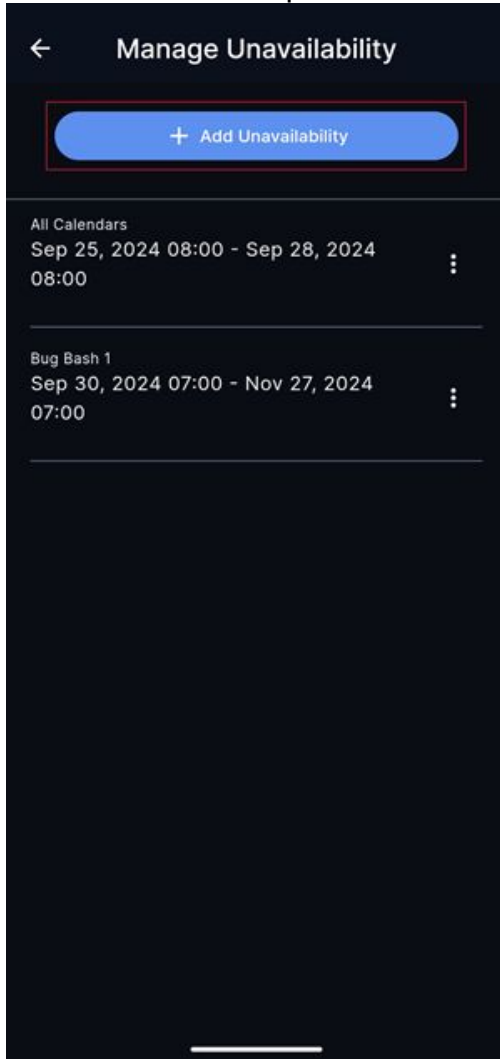 Manage Unavailability
+ Add Unavailability
All Calendars
Sep 25, 2024 08:00 - Sep 28, 2024
08:00
Bug Bash 1
Sep 30, 2024 07:00 - Nov 27, 2024
07:00